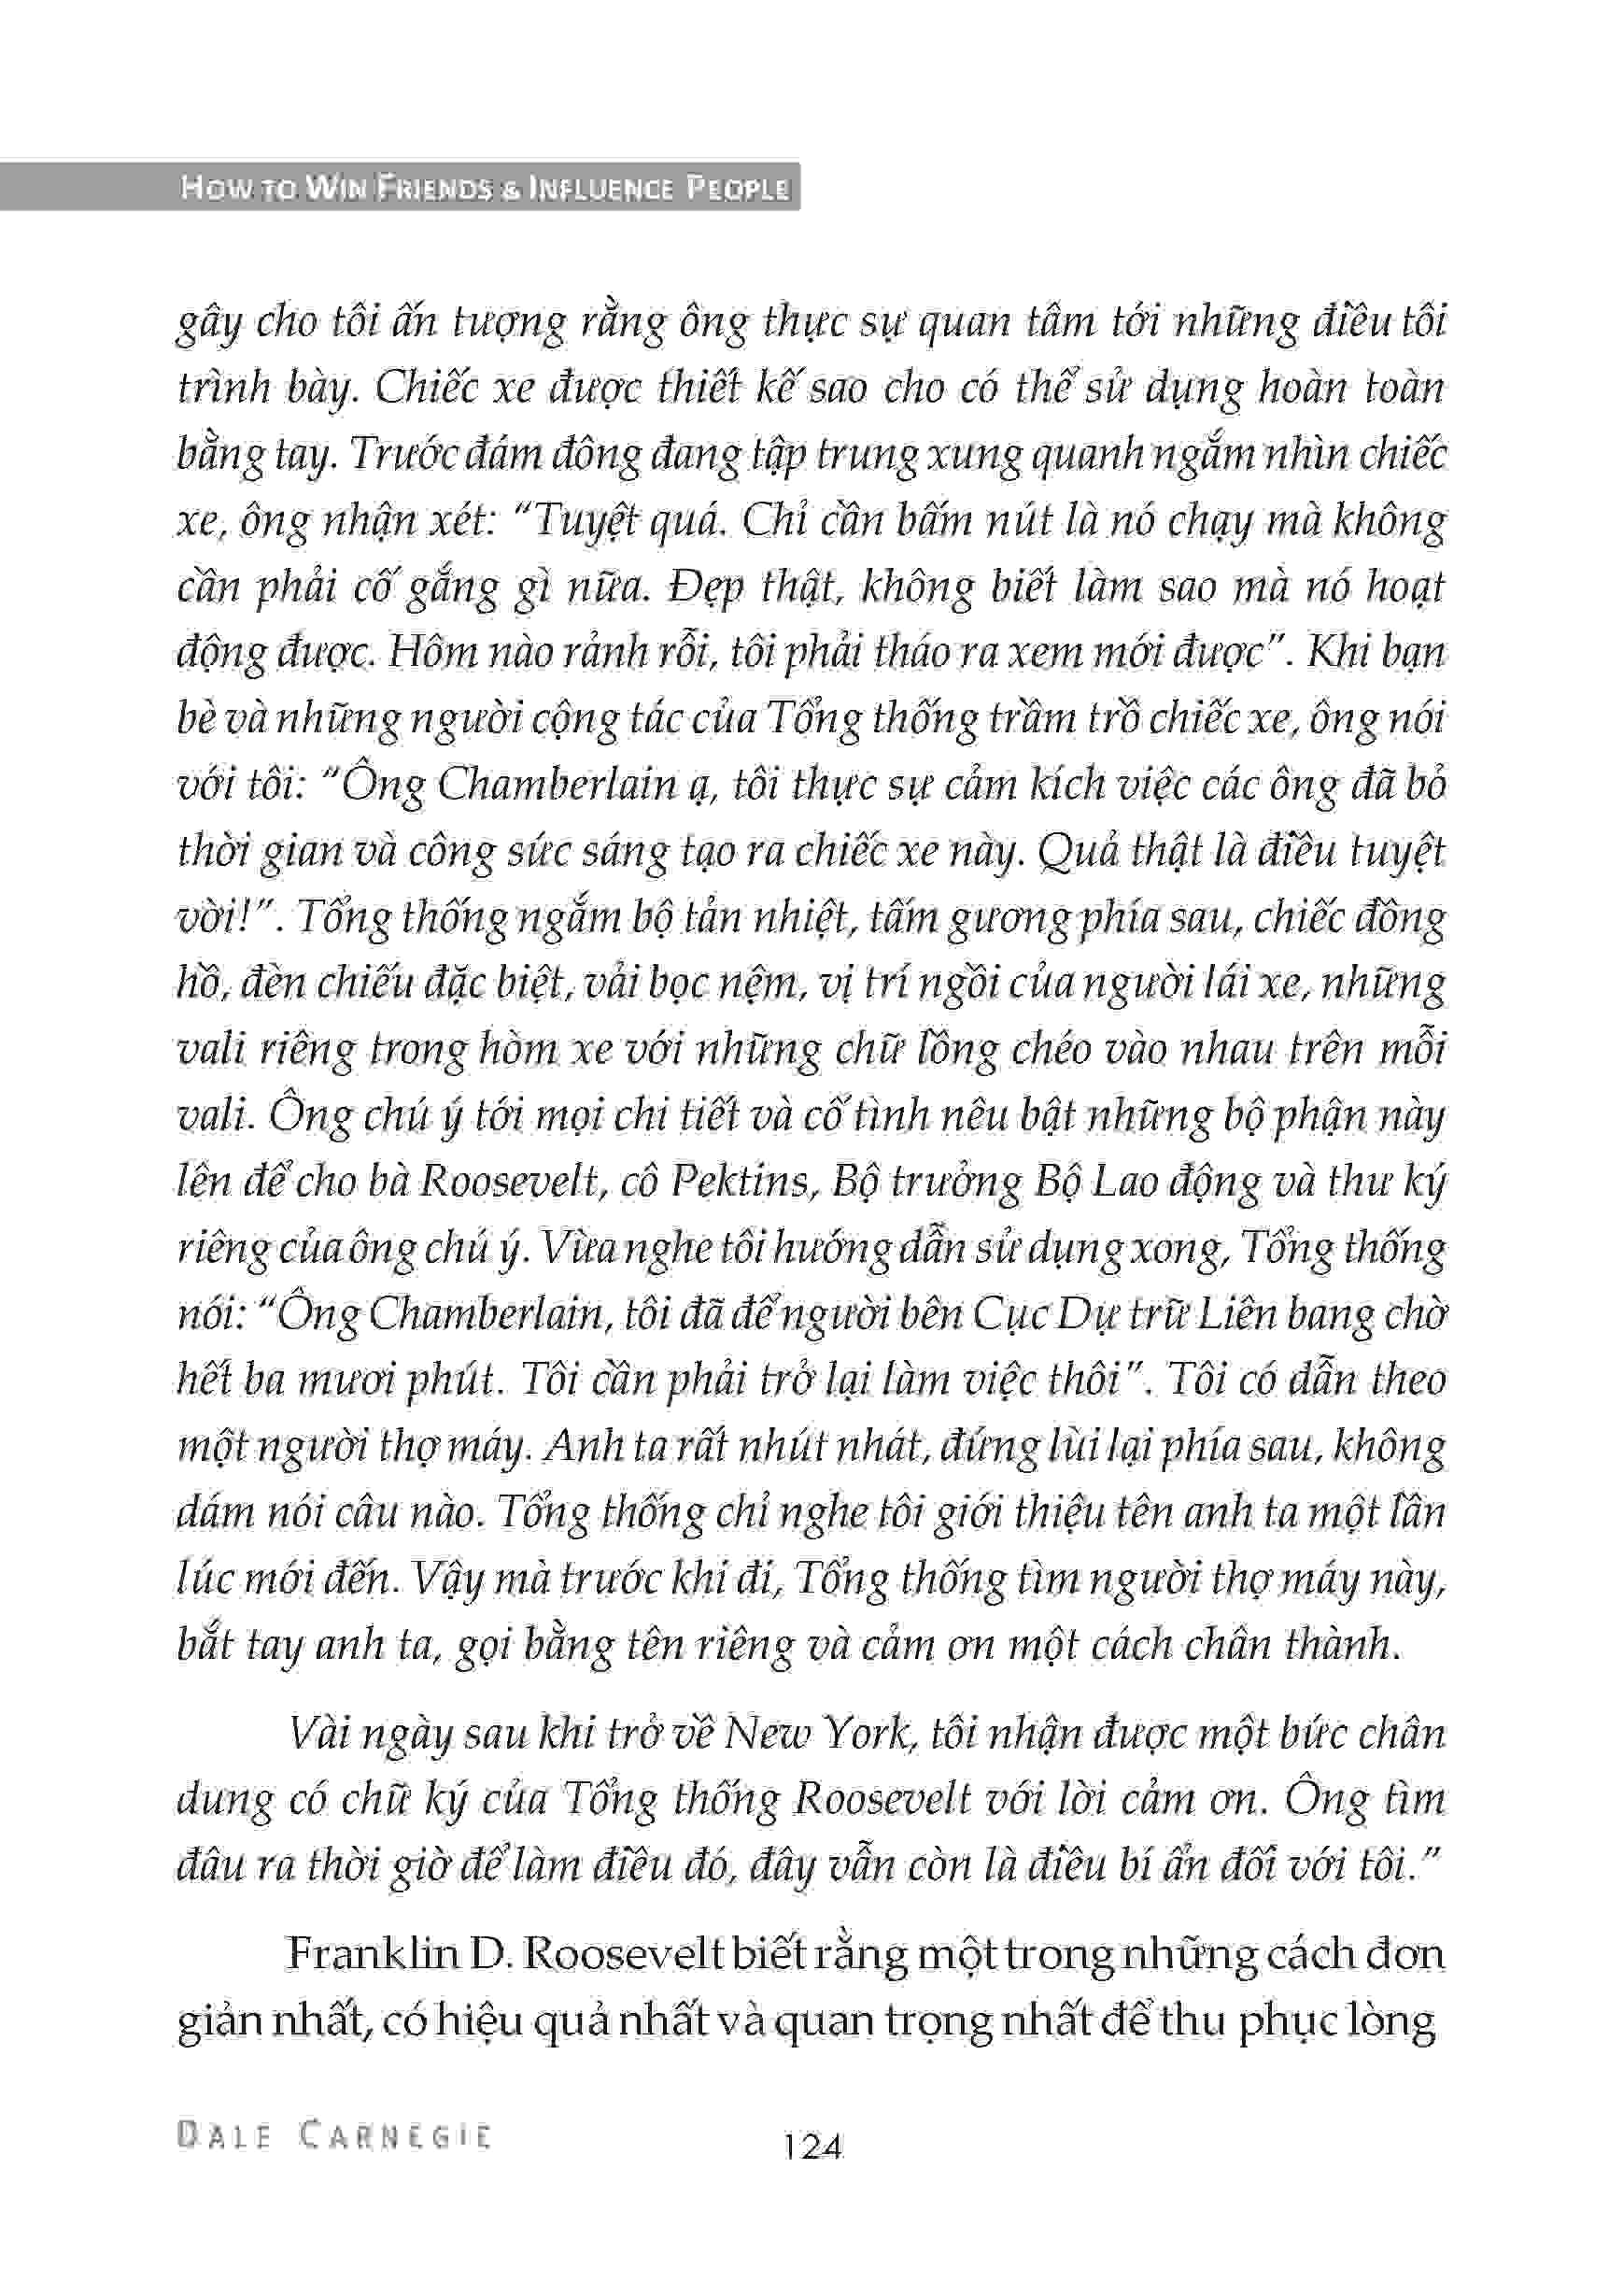 HOW TO WIN FRIENDS & INFLUENCE PEOPLE
gây cho tôi ấn tượng rằng ông thực sự quan tâm tới những điều tôi
trình bày. Chiếc xe được thiết kế sao cho có thể sử dụng hoàn toàn
bằng tay. Trước đám đông đang tập trung xung quanh ngắm nhìn chiếc
xe, ông nhận xét: “Tuyệt quá. Chỉ cần bấm nút là nó chạy mà không
cần phải cố gắng gì nữa. Đẹp thật, không biết làm sao mà nó hoạt
động được. Hôm nào rảnh rỗi, tôi phải tháo ra xem mới được”. Khi bạn
bè và những người cộng tác của Tổng thống trầm trồ chiếc xe, ông nói
với tôi: “Ông Chamberlain ạ, tôi thực sự cảm kích việc các ông đã bỏ
thời gian và công sức sáng tạo ra chiếc xe này. Quả thật là điều tuyệt
vời!”. Tổng thống ngắm bộ tản nhiệt, tấm gương phía sau, chiếc đồng
hồ, đèn chiếu đặc biệt, vải bọc nệm, vị trí ngồi của người lái xe, những
vali riêng trong hòm xe với những chữ lồng chéo vào nhau trên mỗi
vali. Ông chú ý tới mọi chi tiết và cố tình nêu bật những bộ phận này
lên để cho bà Roosevelt, cô Pektins, Bộ trưởng Bộ Lao động và thư ký
riêng của ông chú ý. Vừa nghe tôi hướng dẫn sử dụng xong, Tổng thống
nói: “Ông Chamberlain, tôi đã để người bên Cục Dự trữ Liên bang chờ
hết ba mươi phút. Tôi cần phải trở lại làm việc thôi”. Tôi có dẫn theo
một người thợ máy. Anh ta rất nhút nhát, đứng lùi lại phía sau, không
dám nói câu nào. Tổng thống chỉ nghe tôi giới thiệu tên anh ta một lần
lúc mới đến. Vậy mà trước khi đi, Tổng thống tìm người thợ máy này,
bắt tay anh ta, gọi bằng tên riêng và cảm ơn một cách chân thành.
Vài ngày sau khi trở về New York, tôi nhận được một bức chân
dung có chữ ký của Tổng thống Roosevelt với lời cảm ơn. Ông tìm
đâu ra thời giờ để làm điều đó, đây vẫn còn là điều bí ẩn đối với tôi.”
Franklin D. Roosevelt biết rằng một trong những cách đơn
giản nhất, có hiệu quả nhất và quan trọng nhất để thu phục lòng
DALE CARNEGIE
124